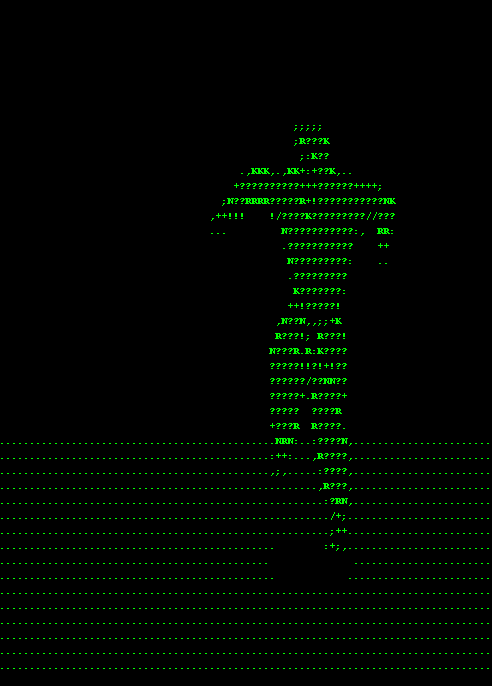 ;;;;;
;R???K
;:K??
.,KKK,.,KK+:+??K,..
+??????????+++??????++++;
;N??RRRR?????R+!???????????NK
,++!!!    !/????K?????????//???
...         N???????????:,  RR:
.???????????    ++
N?????????:    ..
.?????????
K???????:
++!?????!
,N??N,,;;+K
R???!; R???!
N???R.R:K????
?????!!?!+!??
??????/??NN??
?????+.R????+
?????  ????R
+???R  R????.
..............................................NRN:..:????N,.......................
.............................................:++:...,R????,.......................
.............................................,;,.    :????,.......................
.....................................................,R???,.......................
......................................................:?RN,.......................
......................................................./+;........................
.......................................................;++........................
..............................................        :+;,........................
.............................................              .......................
..............................................            ........................
..................................................................................
..................................................................................
..................................................................................
..................................................................................
..................................................................................
..................................................................................